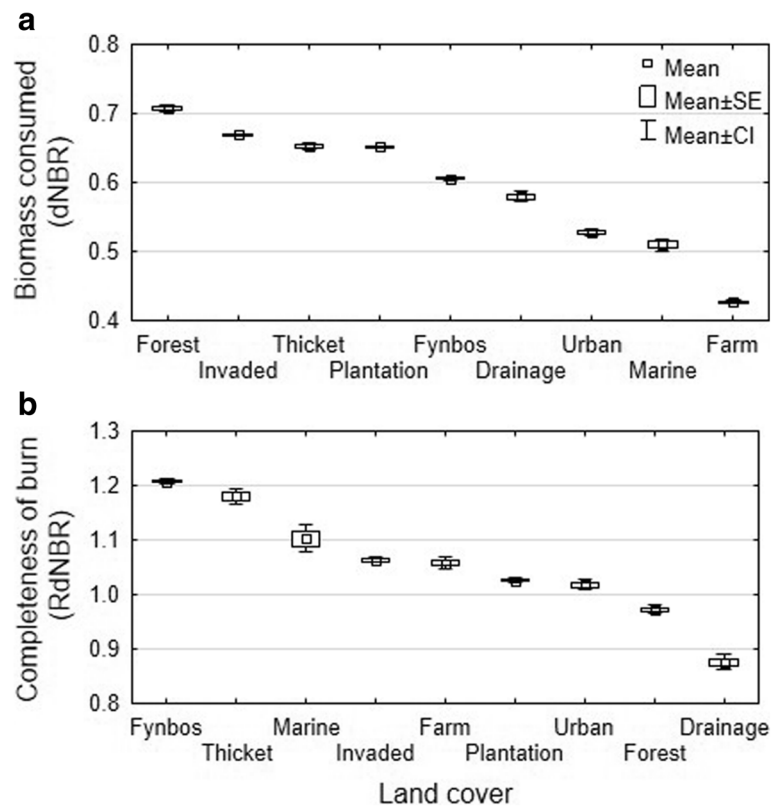 a
0.8
0.7
0.6
0.5
0.4
Biomass consumed
(dNBR)
Mean
Mean±SE
Mean±CI
Forest
Invaded
Thicket
Plantation
Fynbos
Drainage
Urban
Marine
Farm
b
1.3
1.2
1.1
1.0
0.9
0.8
Completeness of burn
(RdNBR)
Fynbos
Thicket
Marine
Invaded
Farm
Plantation
Urban
Forest
Drainage
Land cover